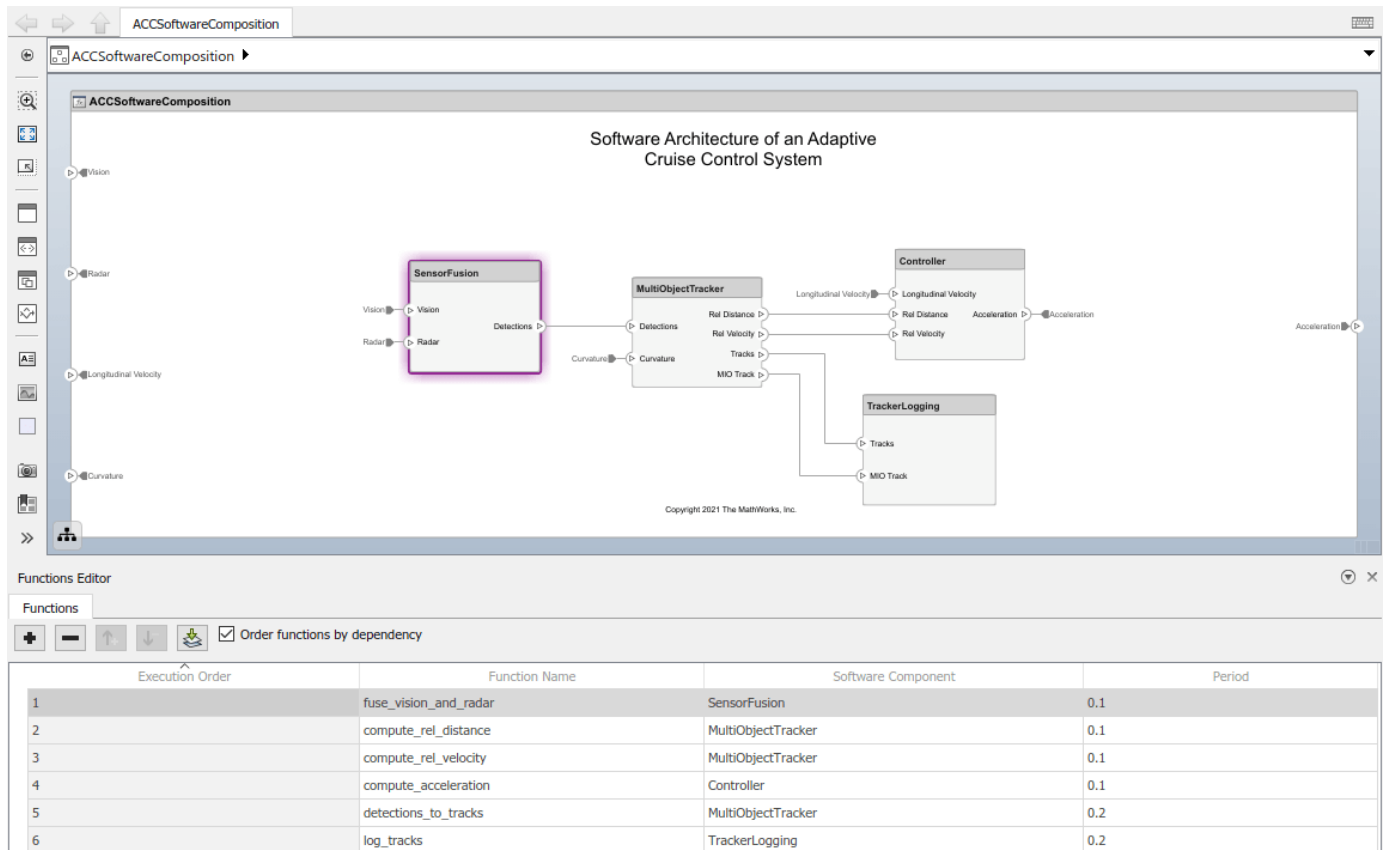 ACCSoftwareComposition
ACCSoftwareComposition
ACCSoftwareComposition
Software Architecture of an Adaptive
Cruise Control System
Vision
Radar
Longitudinal Velocity
Curvature
SensorFusion
Vision
Vision
Detections
Radar
Radar
MultiObjectTracker
Detections
Rel Distance
Rel Velocity
Curvature
Curvature
Tracks
MIO Track
Controller
Longitudinal Velocity
Longitudinal Velocity
Rel Distance
Acceleration
Acceleration
Rel Velocity
Acceleration
TrackerLogging
Tracks
MIO Track
Copyright 2021 The MathWorks, Inc.
Functions Editor
Functions
Order functions by dependency
Execution Order Function Name Software Component Period
1 fuse_vision_and_radar SensorFusion 0.1
2 compute_rel_distance MultiObjectTracker 0.1
3 compute_rel_velocity MultiObjectTracker 0.1
4 compute_acceleration Controller 0.1
5 detections_to_tracks MultiObjectTracker 0.2
6 log_tracks TrackerLogging 0.2